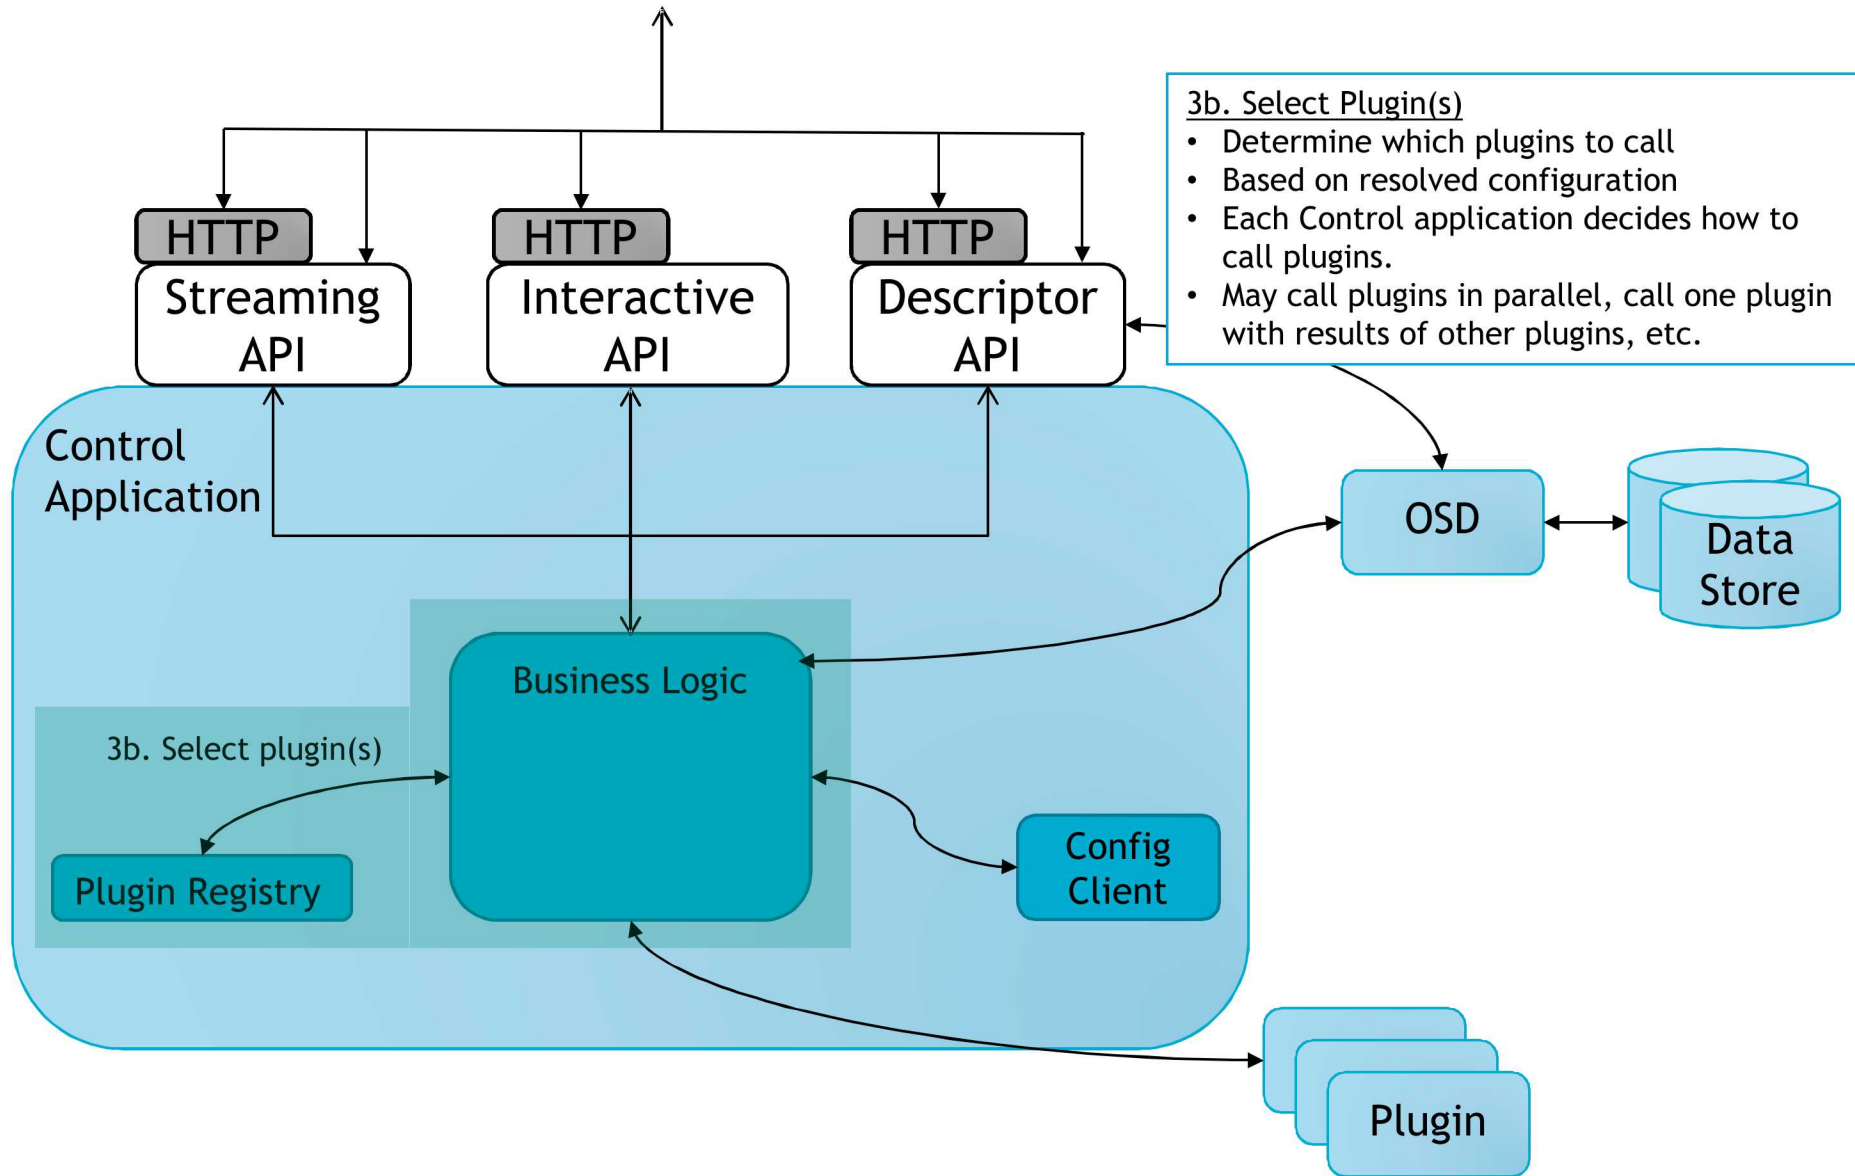 3b. Select Plugin(s)
• Determine which plugins to call
• Based on resolved configuration
• Each Control application decides how to
call plugins.
• May call plugins in parallel, call one plugin
with results of other plugins, etc.
HTTP
HTTP
HTTP
Streaming
API
Interactive
API
Descriptor
API
Control
Application
OSD
Data
Store
Business Logic
3b. Select plugin(s)
Plugin Registry
Config
Client
Plugin